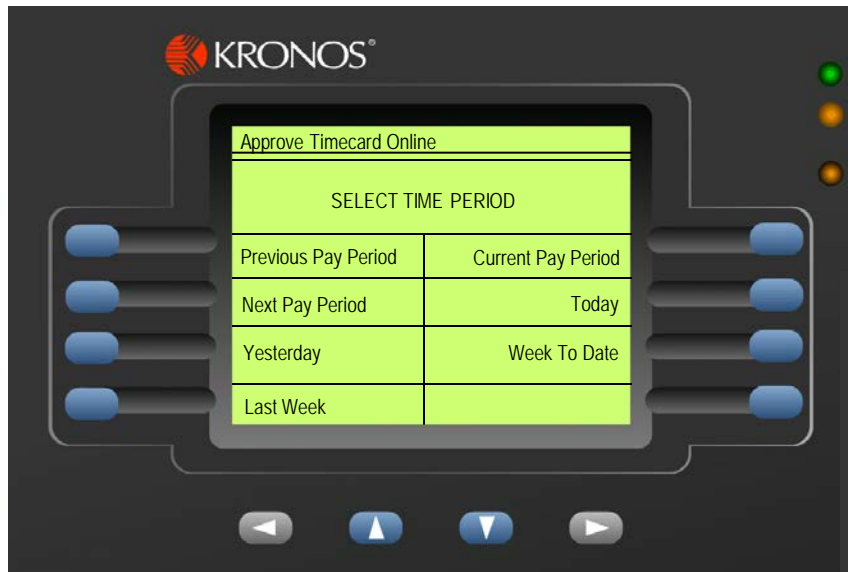 KRONOS®
Approve Timecard Online
SELECT TIME PERIOD
Previous Pay Period
Current Pay Period
Next Pay Period
Today
Yesterday
Week To Date
Last Week